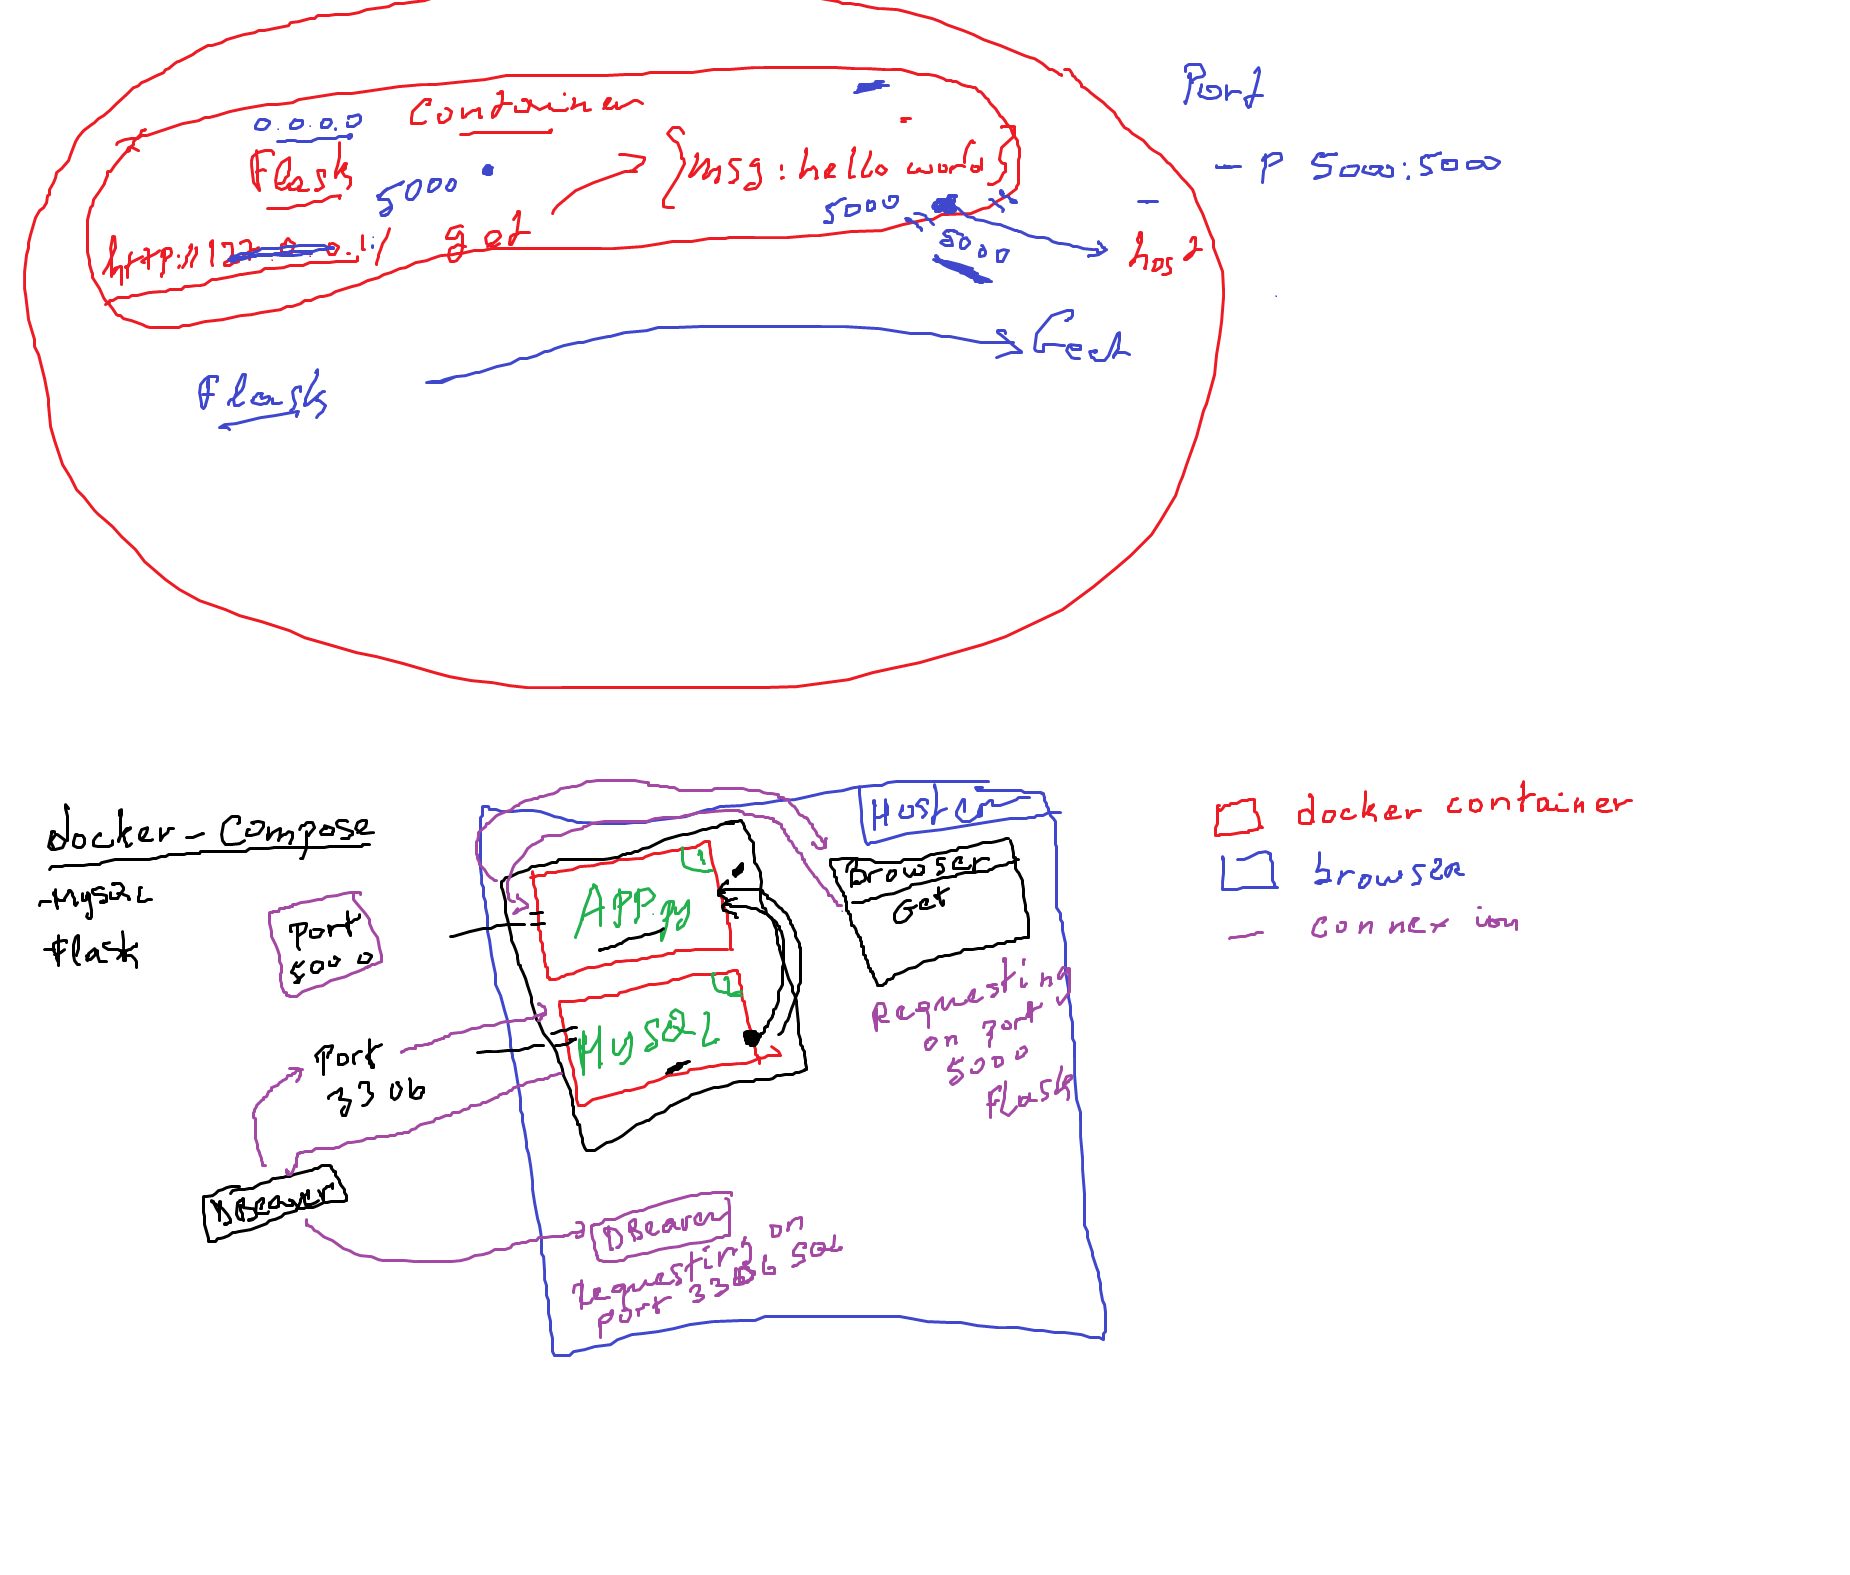 Port
- P 5000:5000
Container
0.0.0.0
Flask
5000
{msg: hello world}
5000
http://127.0.0.1:/
get
5000
host
Flask
docker-Compose
-MySQL
-Flask
Port
5000
Port
3306
DBeaver
Host
APP.py
1
MySQL
Browser
Get
Requesting
on Port
5000
Flask
DBeaver
requesting on
port 3306 SQL
docker container
browser
connexion